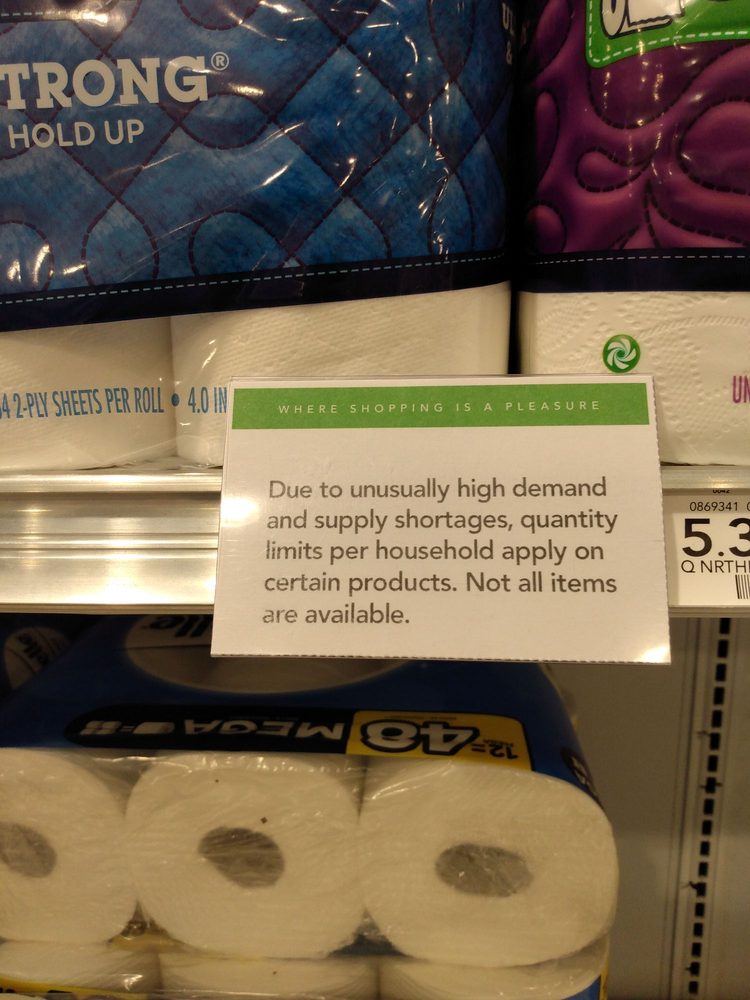 TRONG®
HOLD UP
4 2-PLY SHEETS PER ROLL • 4.0 IN
UN
WHERE SHOPPING IS A PLEASURE
Due to unusually high demand
and supply shortages, quantity
limits per household apply on
certain products. Not all items
are available.
0869341
5.3
Q NRTH
48 MEGA
12=